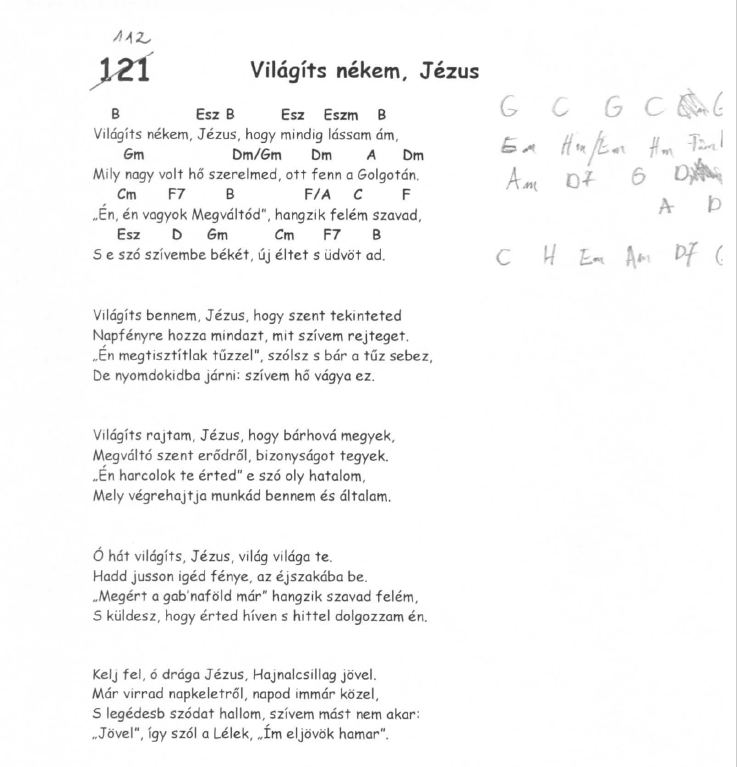 112
121
Világíts nékem, Jézus
B Esz B Esz Eszm B
Világíts nékem, Jézus, hogy mindig lássam ám,
Gm Dm/Gm Dm A Dm
Mily nagy volt hő szerelmed, ott fenn a Golgotán.
Cm F7 B F/A C F
„Én, én vagyok Megváltód", hangzik felém szavad,
Esz D Gm Cm F7 B
S e szó szívembe békét, új éltet s üdvöt ad.
G C G C
Em Hm/Em Hm
Am D7 G
A D
C H Em Am D7
Világíts bennem, Jézus, hogy szent tekinteted
Napfényre hozza mindazt, mit szívem rejteget.
„Én megtisztítlak tűzzel", szólsz s bár a tűz sebez,
De nyomdokidba járni: szívem hő vágya ez.
Világíts rajtam, Jézus, hogy bárhová megyek,
Megváltó szent erődről, bizonyságot tegyek.
„Én harcolok te érted" e szó oly hatalom,
Mely végrehajtja munkád bennem és általam.
Ó hát világíts, Jézus, világ világa te.
Hadd jusson igéd fénye, az éjszakába be.
„Megért a gab'naföld már" hangzik szavad felém,
S küldesz, hogy érted híven s hittel dolgozzam én.
Kelj fel, ó drága Jézus, Hajnalcsillag jövel.
Már virrad napkeletről, napod immár közel,
S legédesb szódat hallom, szívem mást nem akar:
„Jövel", így szól a Lélek, „Ím eljövök hamar".